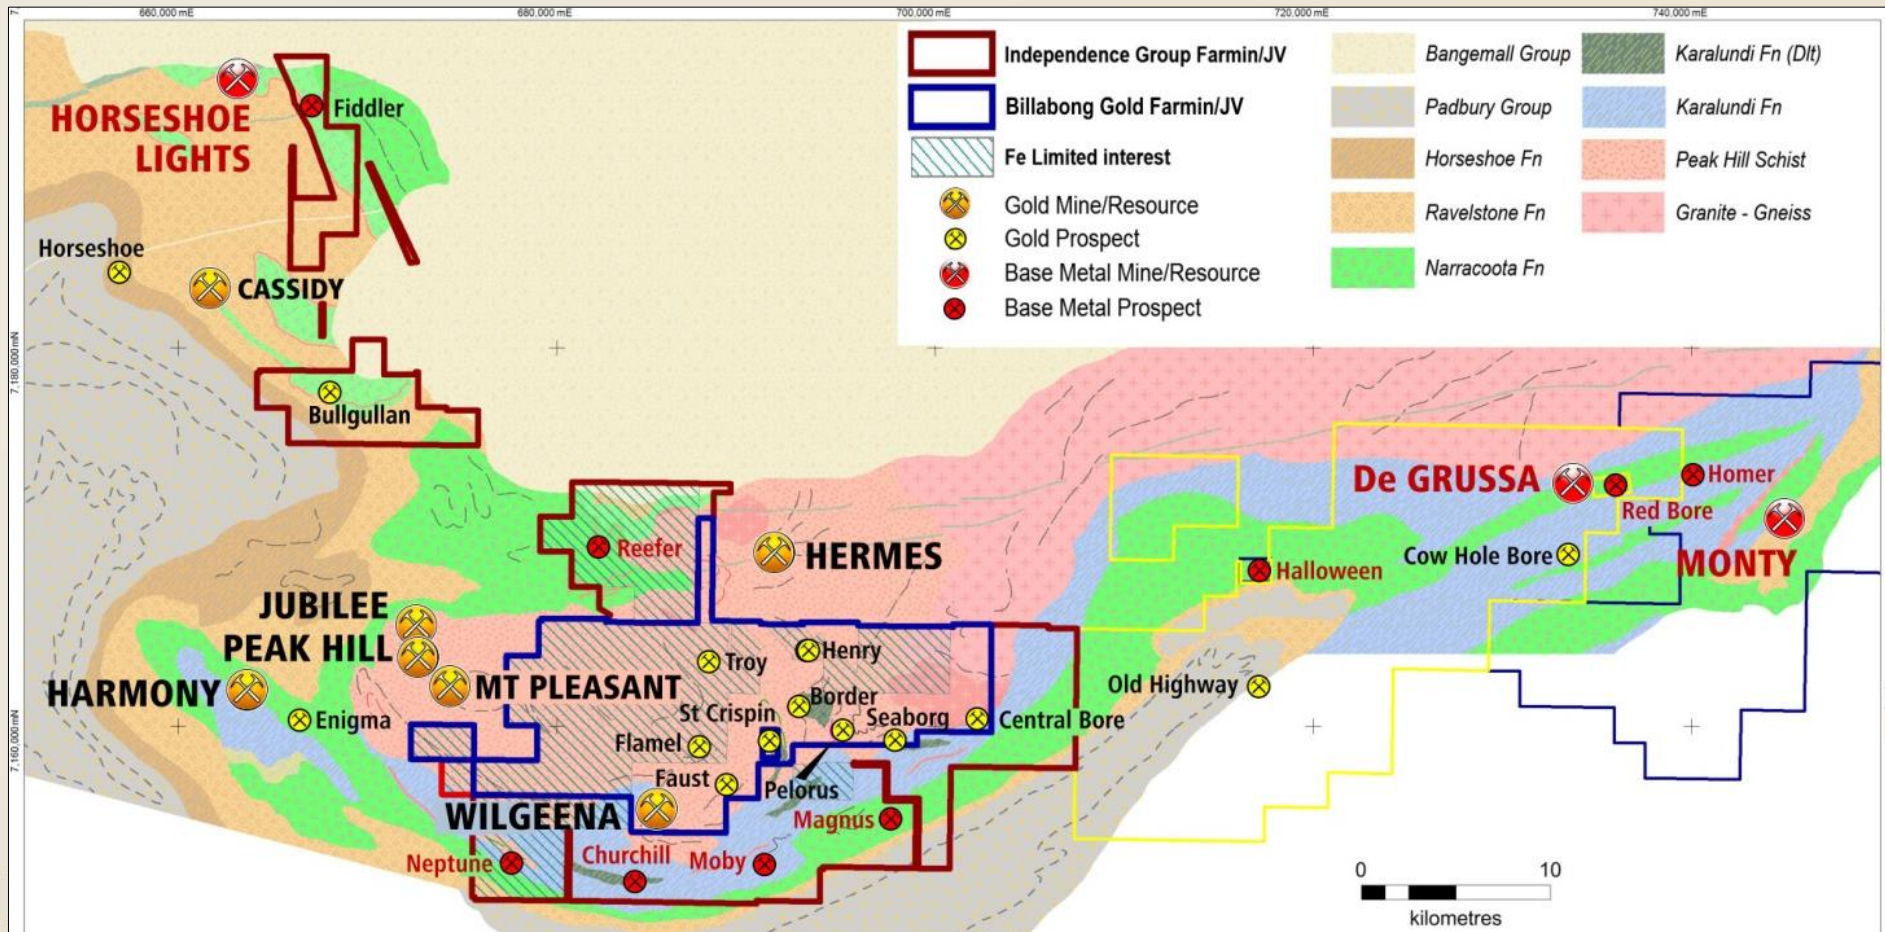 660,000 mE
680,000 mE
700,000 mE
720,000 mE
740,000 mE
Independence Group Farmin/JV
Billabong Gold Farmin/JV
Fe Limited interest
Gold Mine/Resource
Gold Prospect
Base Metal Mine/Resource
Base Metal Prospect
Bangemall Group
Padbury Group
Horseshoe Fn
Ravelstone Fn
Narracoota Fn
Karalundi Fn (Dlt)
Karalundi Fn
Peak Hill Schist
Granite - Gneiss
HORSESHOE
LIGHTS
Fiddler
Horseshoe
CASSIDY
7,180,000 mN
Bullgullan
De GRUSSA
Homer
Red Bore
Reefer
HERMES
Cow Hole Bore
MONTY
Halloween
JUBILEE
PEAK HILL
Troy
Henry
HARMONY
MT PLEASANT
Old Highway
Border
Enigma
St Crispin
Seaborg
Central Bore
7,160,000 mN
Flamel
Faust
Pelorus
WILGEENA
Magnus
Neptune
Churchill
Moby
0
10
kilometres